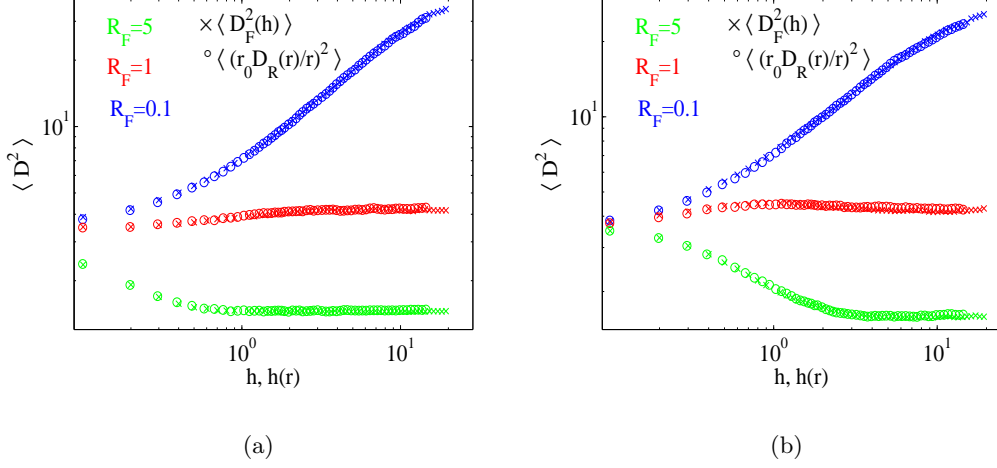 R_F=5 × ⟨ D_F^2(h) ⟩
R_F=1 ° ⟨ (r_0 D_R(r)/r)^2 ⟩
R_F=0.1
10^1
⟨ D^2 ⟩
10^0 10^1
h, h(r)
(a)
R_F=5 × ⟨ D_F^2(h) ⟩
R_F=1 ° ⟨ (r_0 D_R(r)/r)^2 ⟩
R_F=0.1
10^1
⟨ D^2 ⟩
10^0 10^1
h, h(r)
(b)